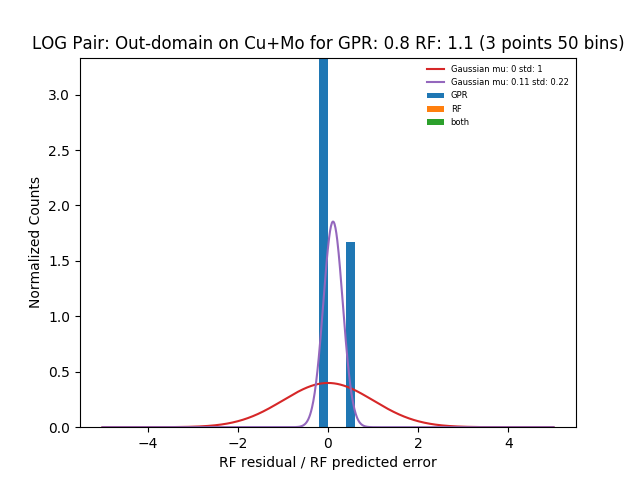 LOG Pair: Out-domain on Cu+Mo for GPR: 0.8 RF: 1.1 (3 points 50 bins)
Gaussian mu: 0 std: 1
Gaussian mu: 0.11 std: 0.22
GPR
RF
both
Normalized Counts
3.0
2.5
2.0
1.5
1.0
0.5
0.0
−4 −2 0 2 4
RF residual / RF predicted error